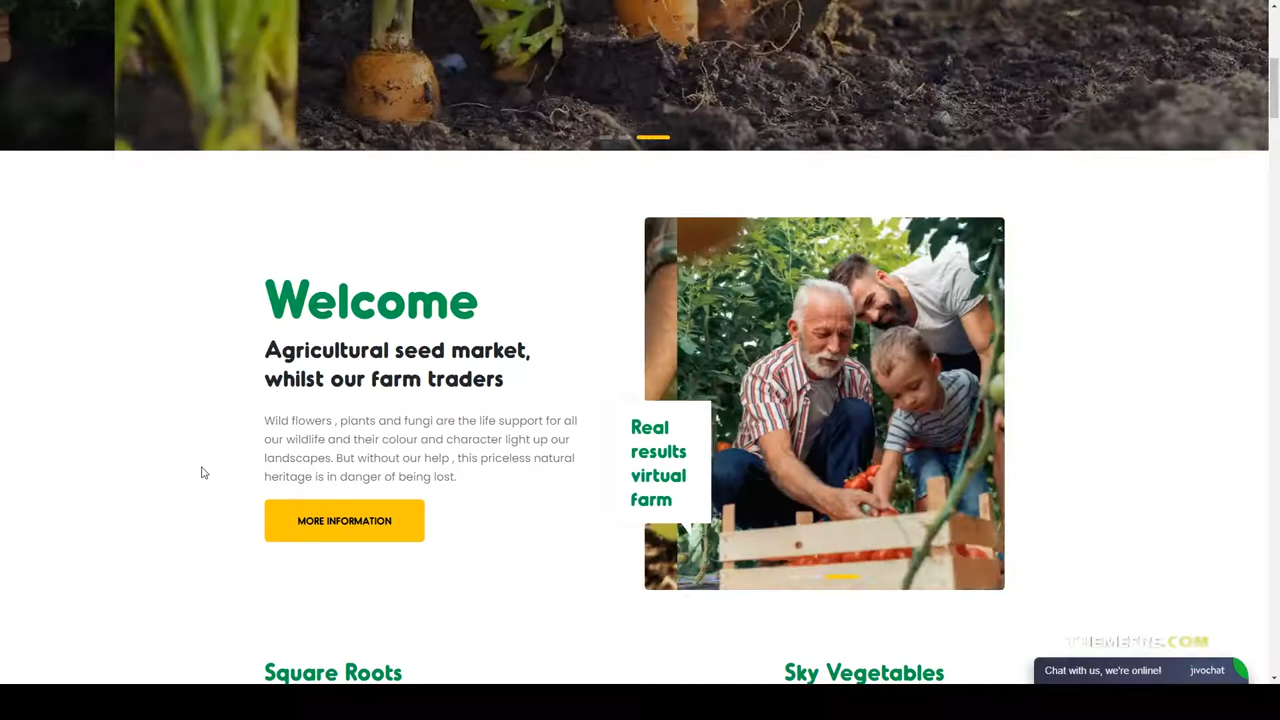 Welcome
Agricultural seed market,
whilst our farm traders
Wild flowers , plants and fungi are the life support for all
our wildlife and their colour and character light up our
landscapes. But without our help , this priceless natural
heritage is in danger of being lost.
MORE INFORMATION
Real
results
virtual
farm
Square Roots
Sky Vegetables
Chat with us, we're online!
jivochat